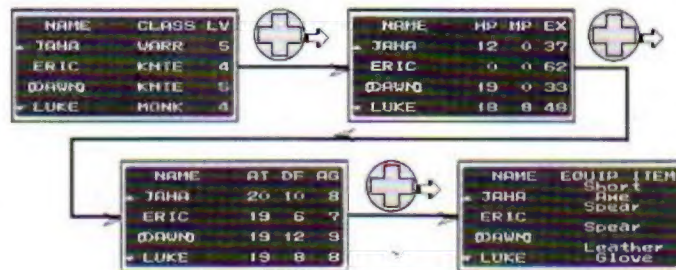 NAME CLASS LV
JAHA WARR 5
ERIC KNTE 4
(DAWN) KNTE 5
LUKE MONK 4
NAME HP MP EX
JAHA 12 0 37
ERIC 0 0 62
(DAWN) 19 0 33
LUKE 18 8 48
NAME AT DF AG
JAHA 20 10 8
ERIC 19 6 7
(DAWN) 19 12 9
LUKE 19 8 8
NAME EQUIP ITEM
Short
JAHA Axe
Spear
ERIC
Spear
(DAWN)
Leather
LUKE Glove